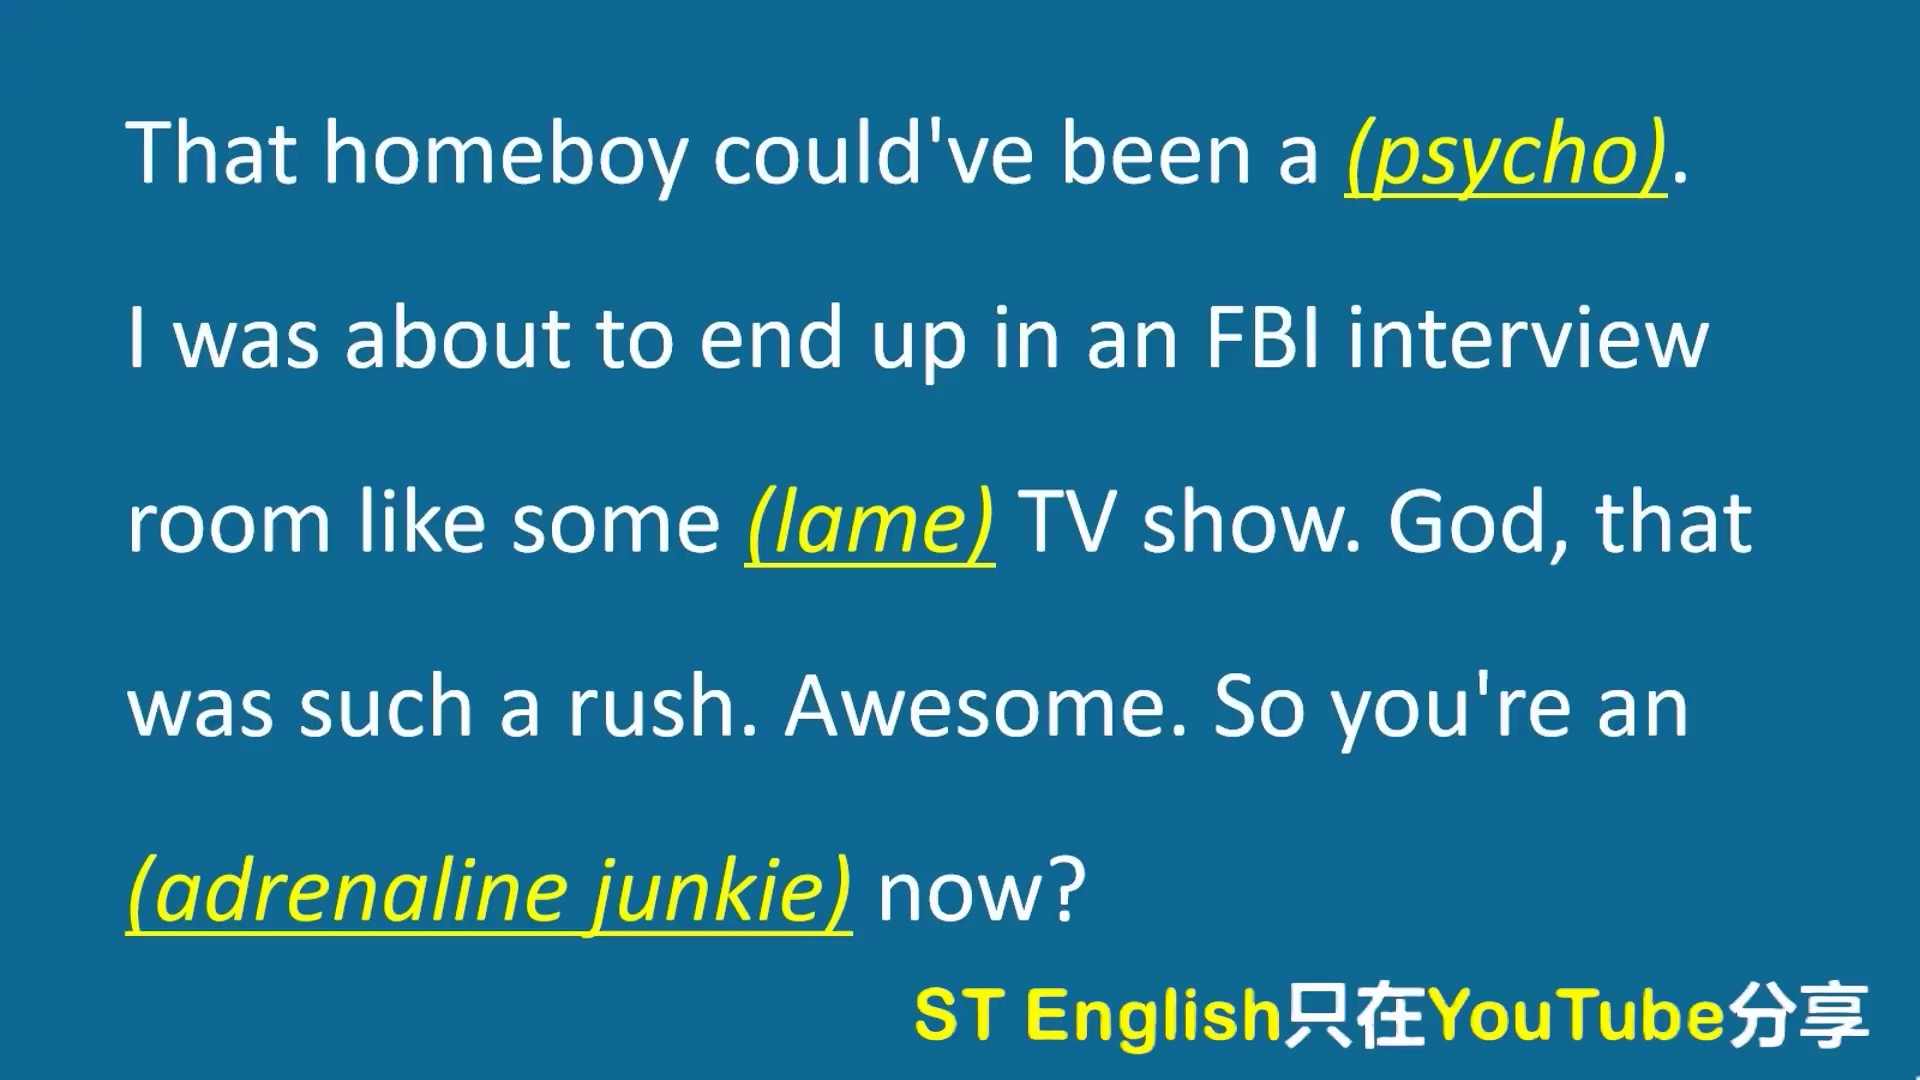 That homeboy could've been a (psycho).
I was about to end up in an FBI interview
room like some (lame) TV show. God, that
was such a rush. Awesome. So you're an
(adrenaline junkie) now?
ST English只在YouTube分享